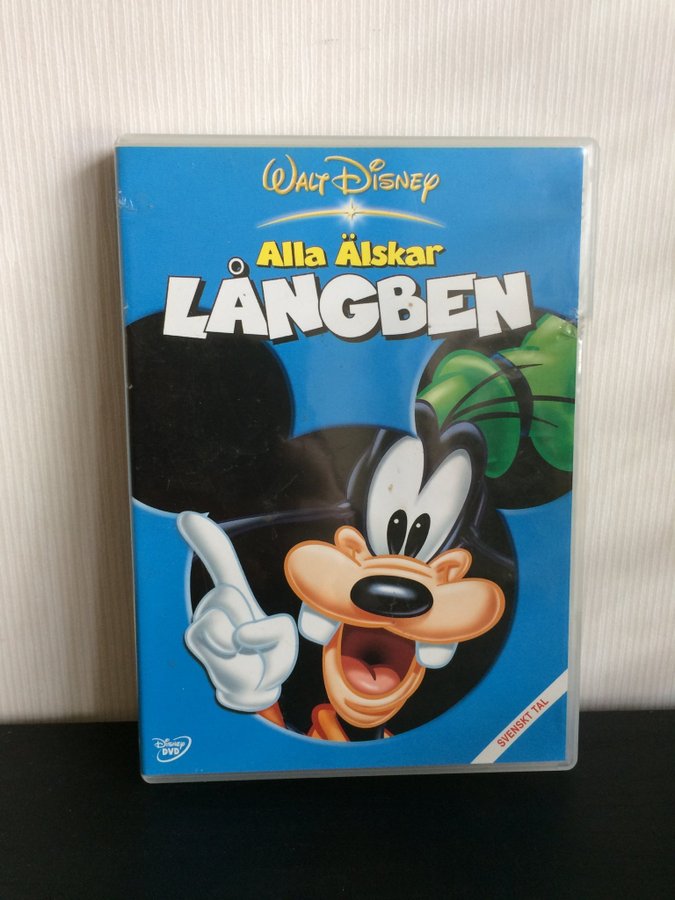 WALT DISNEY
Alla Älskar
LÅNGBEN
SVENSKT TAL
Disney
DVD